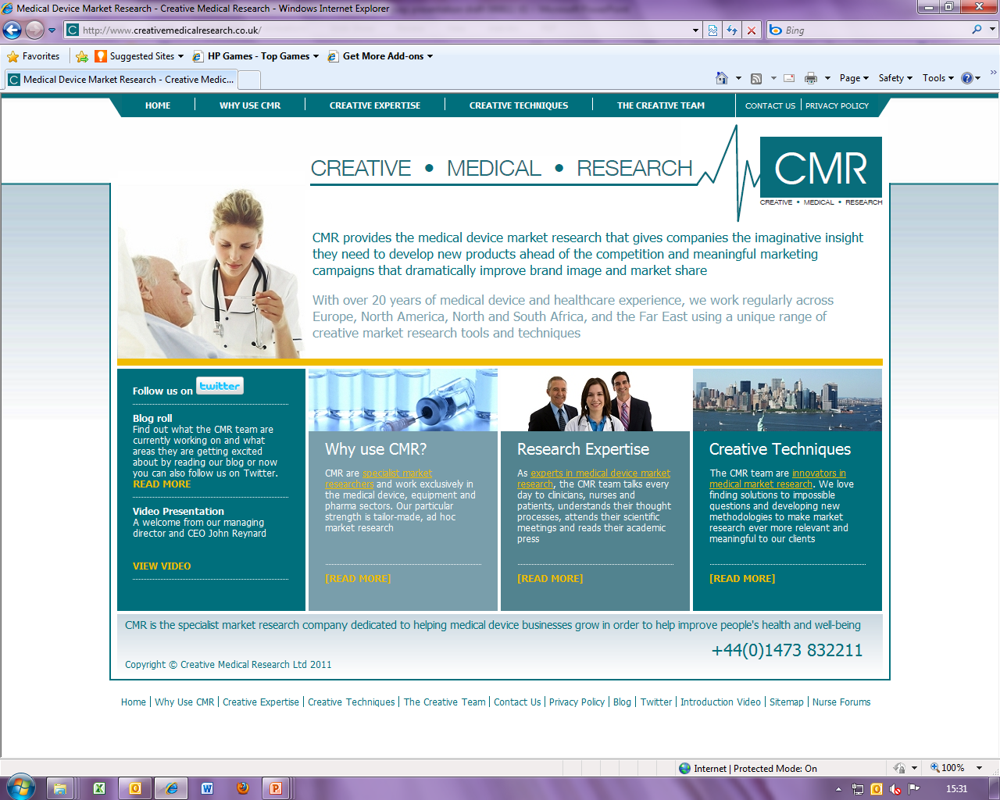 Medical Device Market Research - Creative Medical Research - Windows Internet Explorer
http://www.creativemedicalresearch.co.uk/
Bing
Favorites
Suggested Sites
HP Games - Top Games
Get More Add-ons
Medical Device Market Research - Creative Medic...
Page
Safety
Tools
HOME
WHY USE CMR
CREATIVE EXPERTISE
CREATIVE TECHNIQUES
THE CREATIVE TEAM
CONTACT US
PRIVACY POLICY
CREATIVE • MEDICAL • RESEARCH
CMR
CREATIVE • MEDICAL • RESEARCH
CMR provides the medical device market research that gives companies the imaginative insight
they need to develop new products ahead of the competition and meaningful marketing
campaigns that dramatically improve brand image and market share
With over 20 years of medical device and healthcare experience, we work regularly across
Europe, North America, North and South Africa, and the Far East using a unique range of
creative market research tools and techniques
Follow us on twitter
Blog roll
Find out what the CMR team are
currently working on and what
areas they are getting excited
about by reading our blog or now
you can also follow us on Twitter.
READ MORE
Video Presentation
A welcome from our managing
director and CEO John Reynard
VIEW VIDEO
Why use CMR?
CMR are specialist market
researchers and work exclusively in
the medical device, equipment and
pharma sectors. Our particular
strength is tailor-made, ad hoc
market research
[READ MORE]
Research Expertise
As experts in medical device market
research, the CMR team talks every
day to clinicians, nurses and
patients, understands their thought
processes, attends their scientific
meetings and reads their academic
press
[READ MORE]
Creative Techniques
The CMR team are innovators in
medical market research. We love
finding solutions to impossible
questions and developing new
methodologies to make market
research ever more relevant and
meaningful to our clients
[READ MORE]
CMR is the specialist market research company dedicated to helping medical device businesses grow in order to help improve people's health and well-being
+44(0)1473 832211
Copyright © Creative Medical Research Ltd 2011
Home | Why Use CMR | Creative Expertise | Creative Techniques | The Creative Team | Contact Us | Privacy Policy | Blog | Twitter | Introduction Video | Sitemap | Nurse Forums
Internet | Protected Mode: On
100%
15:31